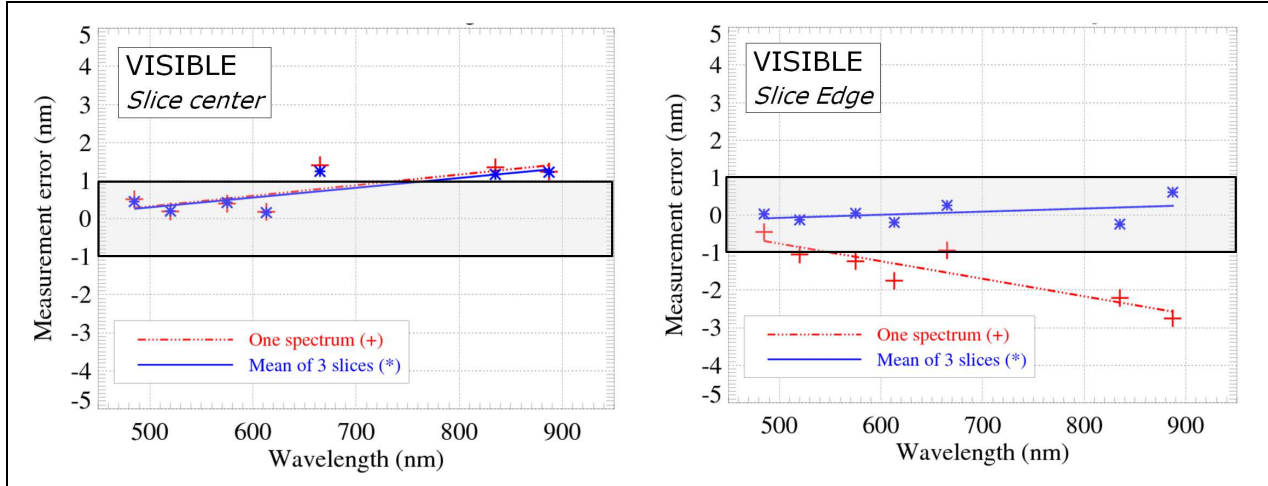 VISIBLE
Slice center
Measurement error (nm)
5
4
3
2
1
0
-1
-2
-3
-4
-5
One spectrum (+)
Mean of 3 slices (*)
500
600
700
800
900
Wavelength (nm)
VISIBLE
Slice Edge
Measurement error (nm)
5
4
3
2
1
0
-1
-2
-3
-4
-5
One spectrum (+)
Mean of 3 slices (*)
500
600
700
800
900
Wavelength (nm)